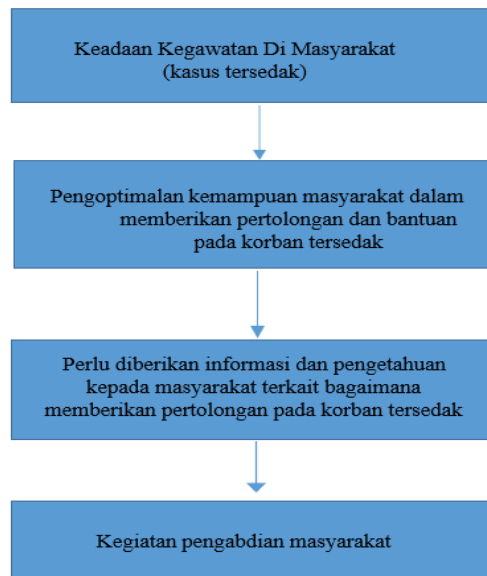 Keadaan Kegawatan Di Masyarakat
(kasus tersedak)
Pengoptimalan kemampuan masyarakat dalam
memberikan pertolongan dan bantuan
pada korban tersedak
Perlu diberikan informasi dan pengetahuan
kepada masyarakat terkait bagaimana
memberikan pertolongan pada korban tersedak
Kegiatan pengabdian masyarakat